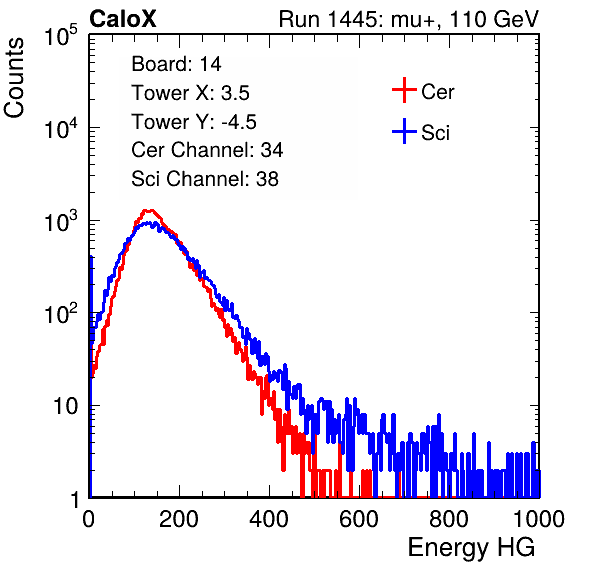 CaloX Run 1445: mu+, 110 GeV
Counts
10^5
10^4
10^3
10^2
10
1
Board: 14
Tower X: 3.5
Tower Y: -4.5
Cer Channel: 34
Sci Channel: 38
Cer
Sci
0 200 400 600 800 1000
Energy HG